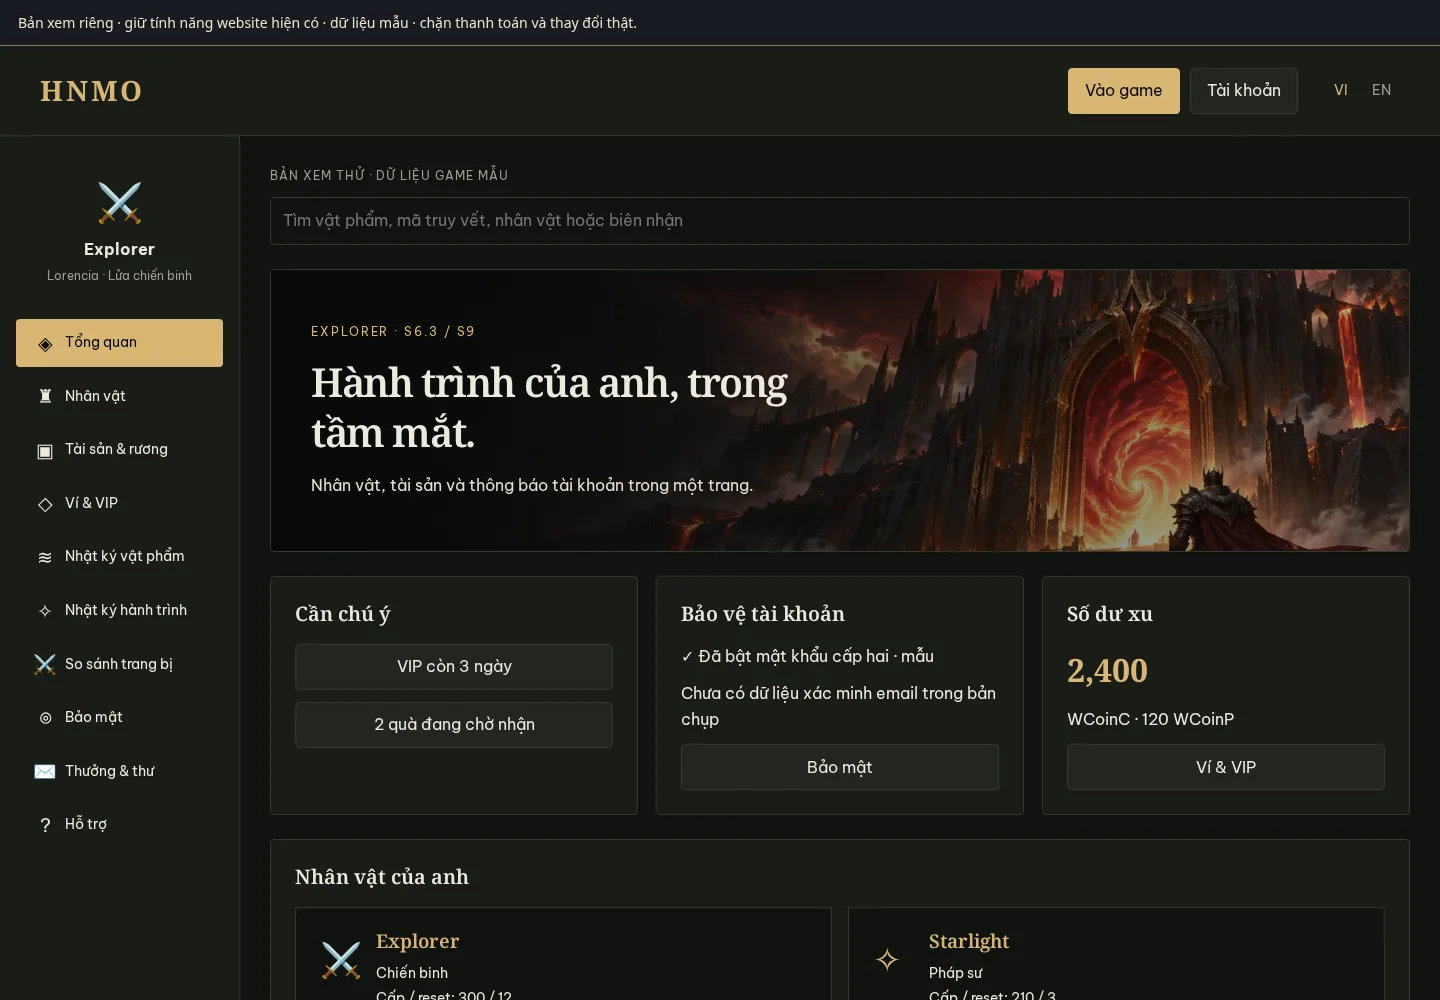 Bản xem riêng · giữ tính năng website hiện có · dữ liệu mẫu · chặn thanh toán và thay đổi thật.
HNMO
Vào game
Tài khoản
VI
EN
Explorer
Lorencia · Lửa chiến binh
Tổng quan
Nhân vật
Tài sản & rương
Ví & VIP
Nhật ký vật phẩm
Nhật ký hành trình
So sánh trang bị
Bảo mật
Thưởng & thư
? Hỗ trợ
BẢN XEM THỬ · DỮ LIỆU GAME MẪU
Tìm vật phẩm, mã truy vết, nhân vật hoặc biên nhận
EXPLORER · S6.3 / S9
Hành trình của anh, trong
tầm mắt.
Nhân vật, tài sản và thông báo tài khoản trong một trang.
Cần chú ý
VIP còn 3 ngày
2 quà đang chờ nhận
Bảo vệ tài khoản
✓ Đã bật mật khẩu cấp hai · mẫu
Chưa có dữ liệu xác minh email trong bản
chụp
Bảo mật
Số dư xu
2,400
WCoinC · 120 WCoinP
Ví & VIP
Nhân vật của anh
Explorer
Chiến binh
Cấp / reset: 300 / 12
Starlight
Pháp sư
Cấp / reset: 210 / 3